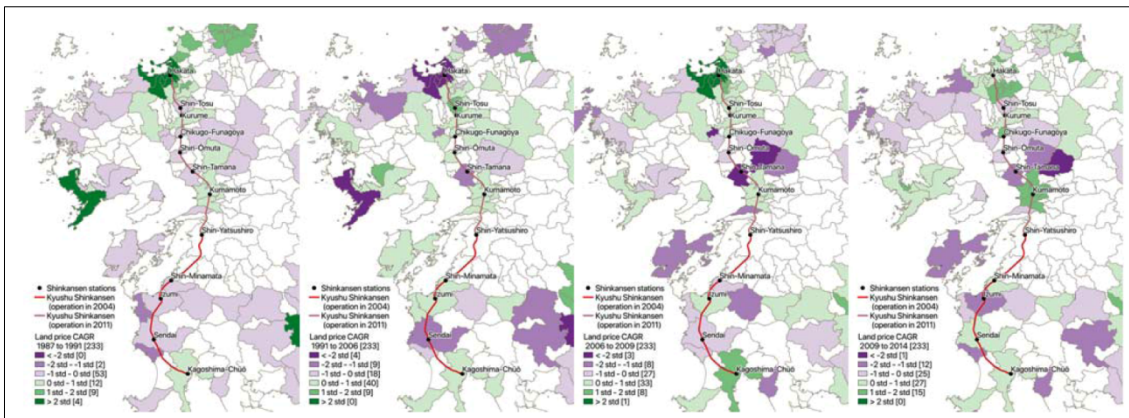 Hakata
Shin-Tosu
Kurume
Chikugo-Funagoya
Shin-Ōmuta
Shin-Tamana
Kumamoto
Shin-Yatsushiro
Shin-Minamata
Izumi
Sendai
Kagoshima-Chūō
Shinkansen stations
Kyushu Shinkansen
(operation in 2004)
Kyushu Shinkansen
(operation in 2011)
Land price CAGR
1987 to 1991 [233]
< -2 std [0]
-2 std - -1 std [2]
-1 std - 0 std [53]
0 std - 1 std [12]
1 std - 2 std [9]
> 2 std [4]
Hakata
Shin-Tosu
Kurume
Chikugo-Funagoya
Shin-Ōmuta
Shin-Tamana
Kumamoto
Shin-Yatsushiro
Shin-Minamata
Izumi
Sendai
Kagoshima-Chūō
Shinkansen stations
Kyushu Shinkansen
(operation in 2004)
Kyushu Shinkansen
(operation in 2011)
Land price CAGR
1991 to 2006 [233]
< -2 std [4]
-2 std - -1 std [9]
-1 std - 0 std [18]
0 std - 1 std [40]
1 std - 2 std [9]
> 2 std [0]
Hakata
Shin-Tosu
Kurume
Chikugo-Funagoya
Shin-Ōmuta
Shin-Tamana
Kumamoto
Shin-Yatsushiro
Shin-Minamata
Izumi
Sendai
Kagoshima-Chūō
Shinkansen stations
Kyushu Shinkansen
(operation in 2004)
Kyushu Shinkansen
(operation in 2011)
Land price CAGR
2006 to 2009 [233]
< -2 std [3]
-2 std - -1 std [8]
-1 std - 0 std [27]
0 std - 1 std [33]
1 std - 2 std [8]
> 2 std [1]
Hakata
Shin-Tosu
Kurume
Chikugo-Funagoya
Shin-Ōmuta
Shin-Tamana
Kumamoto
Shin-Yatsushiro
Shin-Minamata
Izumi
Sendai
Kagoshima-Chūō
Shinkansen stations
Kyushu Shinkansen
(operation in 2004)
Kyushu Shinkansen
(operation in 2011)
Land price CAGR
2009 to 2014 [233]
< -2 std [1]
-2 std - -1 std [12]
-1 std - 0 std [25]
0 std - 1 std [27]
1 std - 2 std [15]
> 2 std [0]